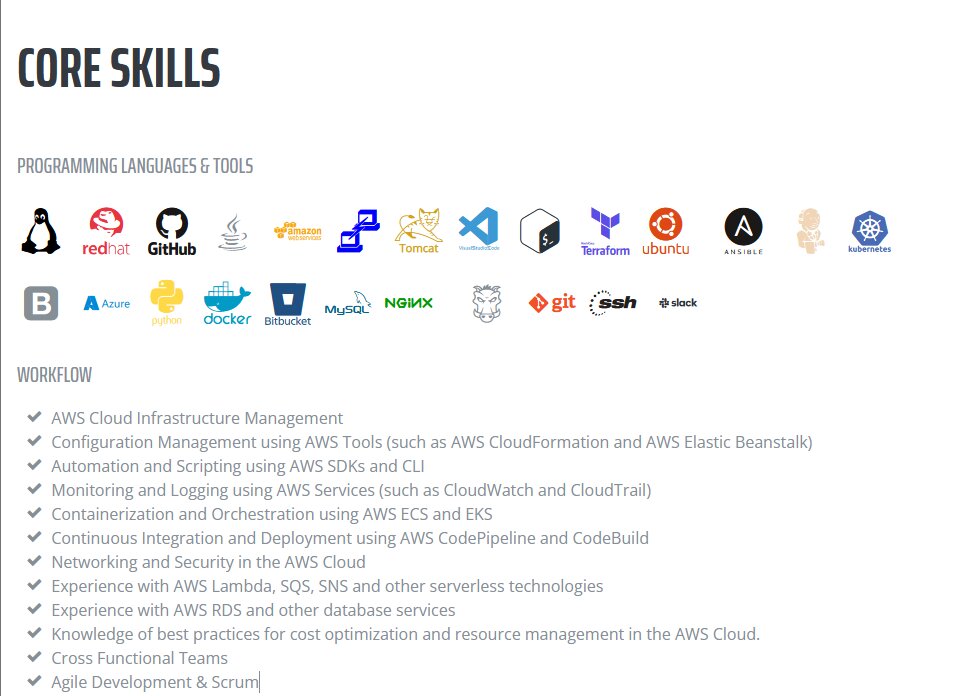 CORE SKILLS
PROGRAMMING LANGUAGES & TOOLS
redhat
GitHub
amazon
webservices
Tomcat
VisualStudioCode
$_
HashiCorp
Terraform
ubuntu
A
ANSIBLE
kubernetes
B
Azure
python
docker
Bitbucket
MySQL
NGINX
git
ssh
slack
WORKFLOW
AWS Cloud Infrastructure Management
Configuration Management using AWS Tools (such as AWS CloudFormation and AWS Elastic Beanstalk)
Automation and Scripting using AWS SDKs and CLI
Monitoring and Logging using AWS Services (such as CloudWatch and CloudTrail)
Containerization and Orchestration using AWS ECS and EKS
Continuous Integration and Deployment using AWS CodePipeline and CodeBuild
Networking and Security in the AWS Cloud
Experience with AWS Lambda, SQS, SNS and other serverless technologies
Experience with AWS RDS and other database services
Knowledge of best practices for cost optimization and resource management in the AWS Cloud.
Cross Functional Teams
Agile Development & Scrum